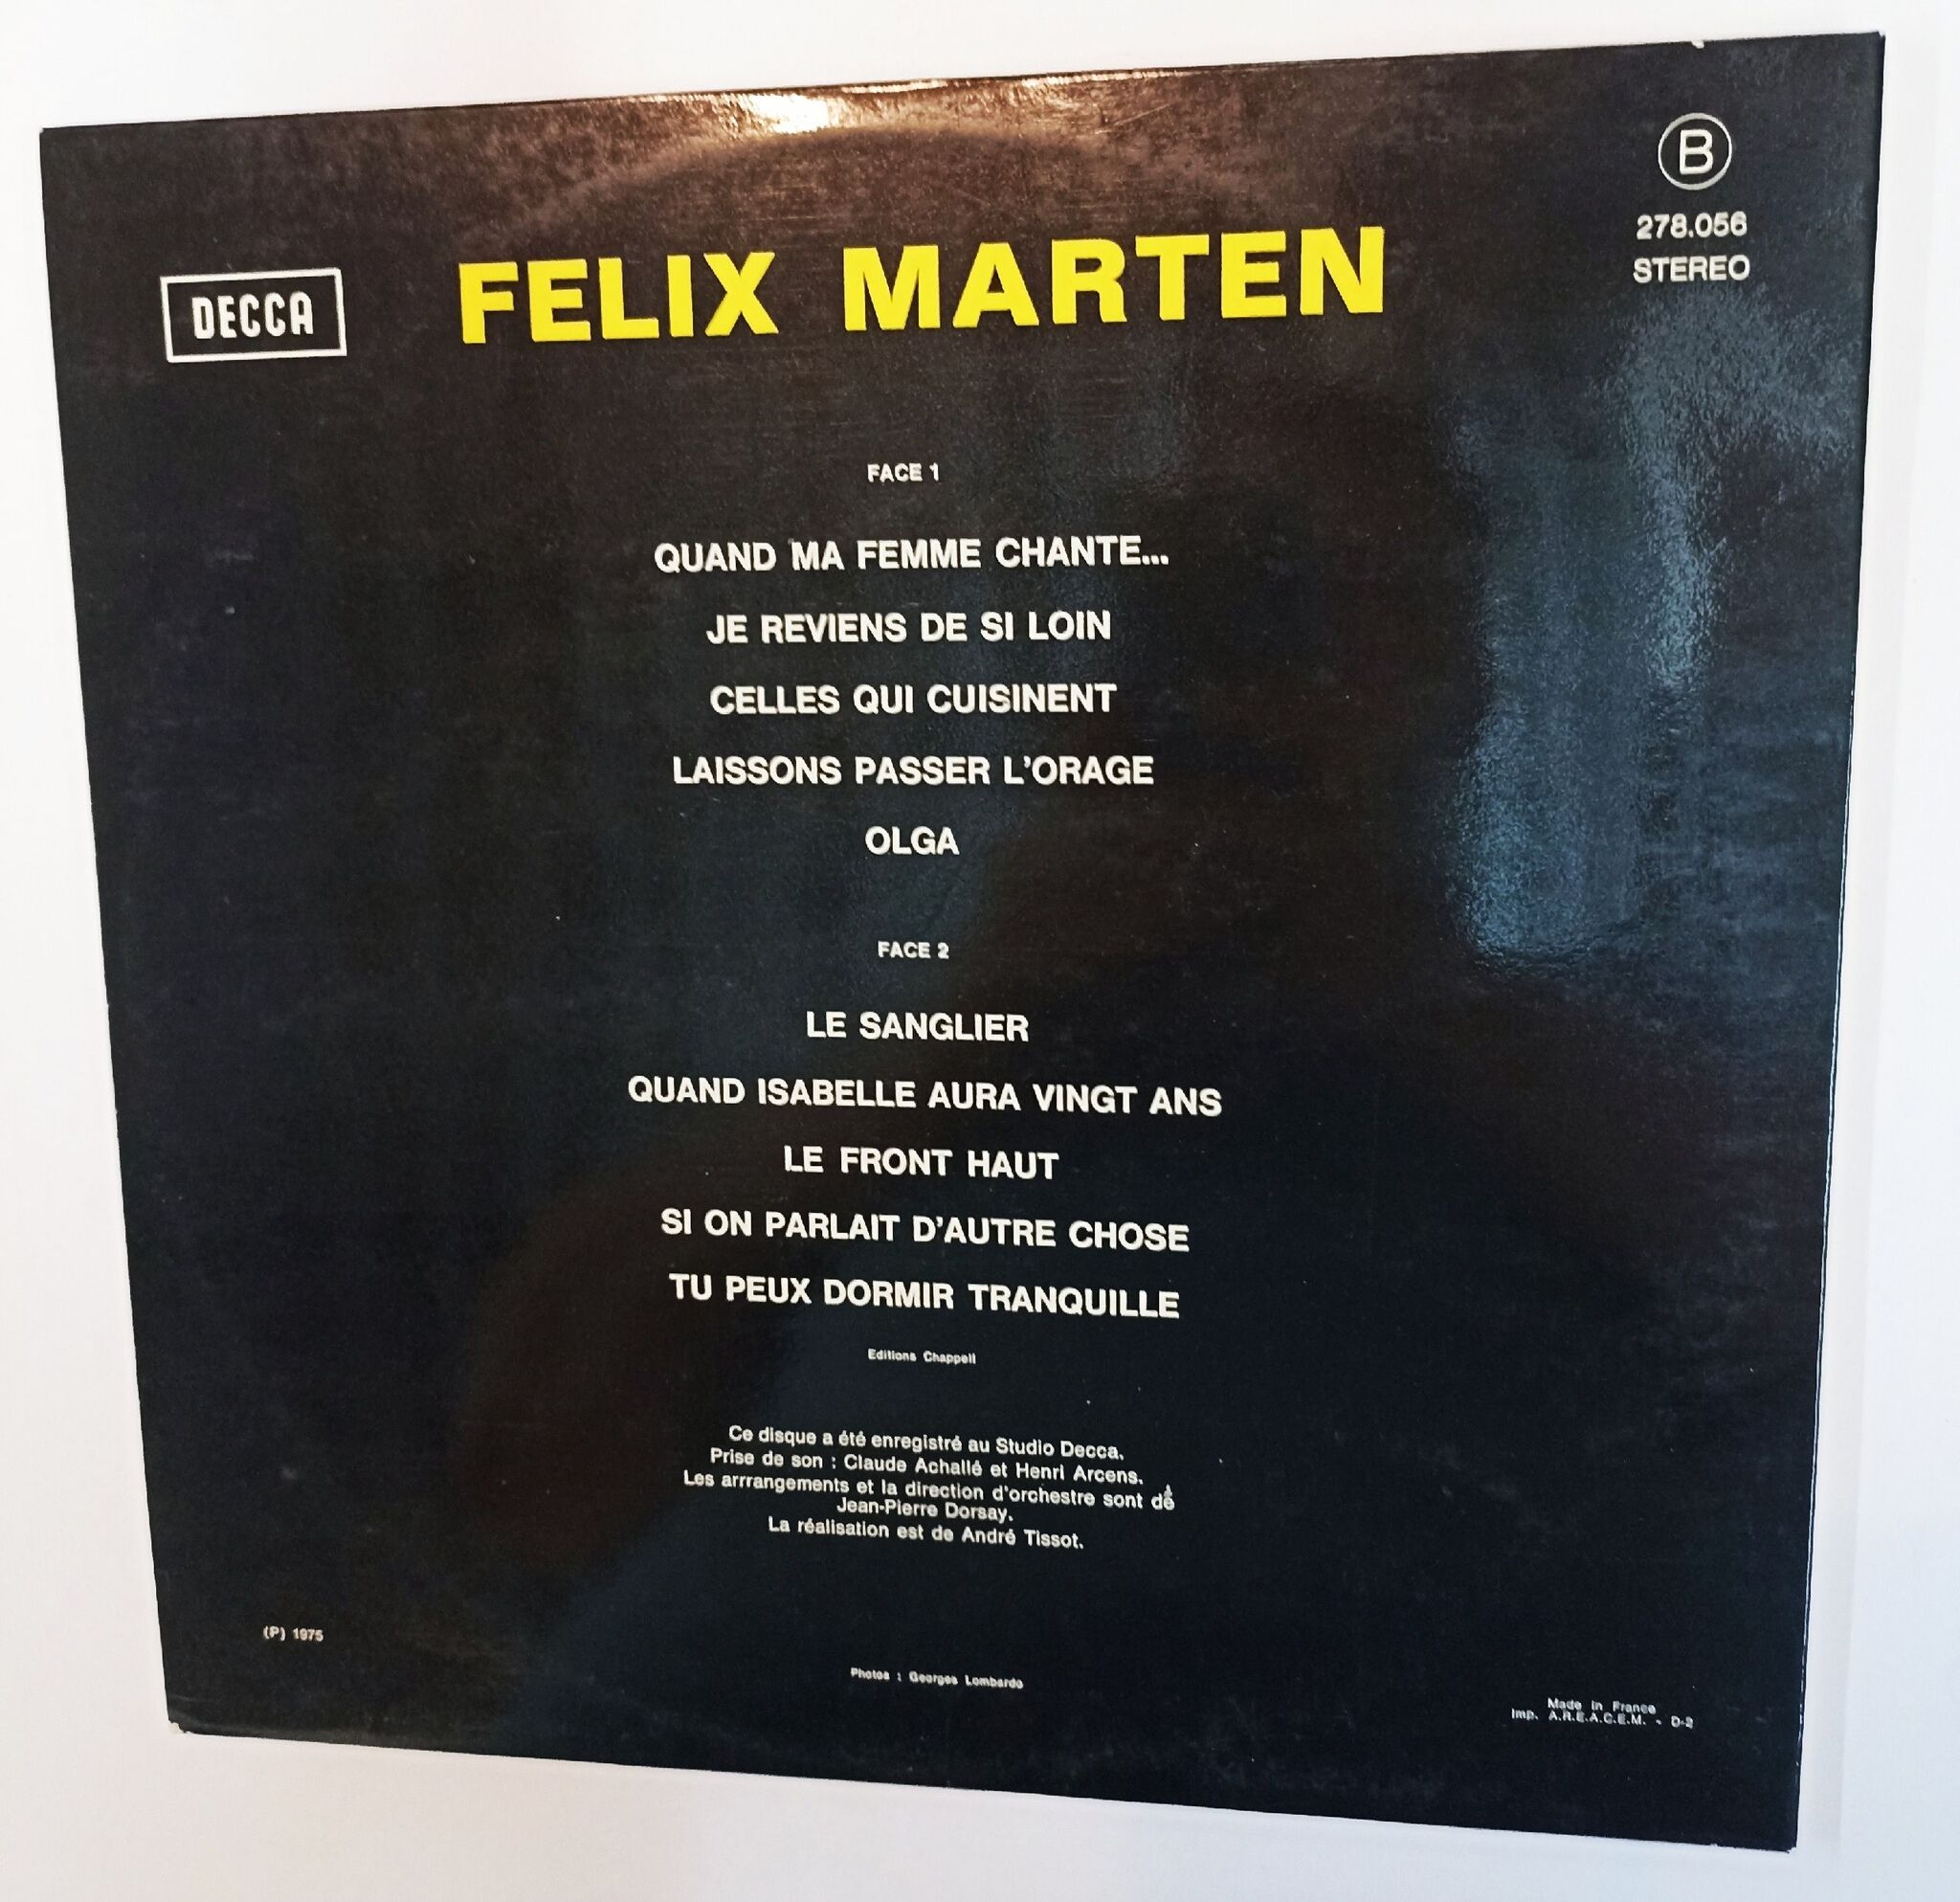 B
278.056
STEREO
DECCA
FELIX MARTEN
FACE 1
QUAND MA FEMME CHANTE...
JE REVIENS DE SI LOIN
CELLES QUI CUISINENT
LAISSONS PASSER L'ORAGE
OLGA
FACE 2
LE SANGLIER
QUAND ISABELLE AURA VINGT ANS
LE FRONT HAUT
SI ON PARLAIT D'AUTRE CHOSE
TU PEUX DORMIR TRANQUILLE
Editions Chappell
Ce disque a été enregistré au Studio Decca.
Prise de son : Claude Achallé et Henri Arcens.
Les arrrangements et la direction d'orchestre sont de
Jean-Pierre Dorsay.
La réalisation est de André Tissot.
(P) 1975
Photos : Georges Lombardo
Made in France
Imp. A.R.E.A.C.E.M. - D-2